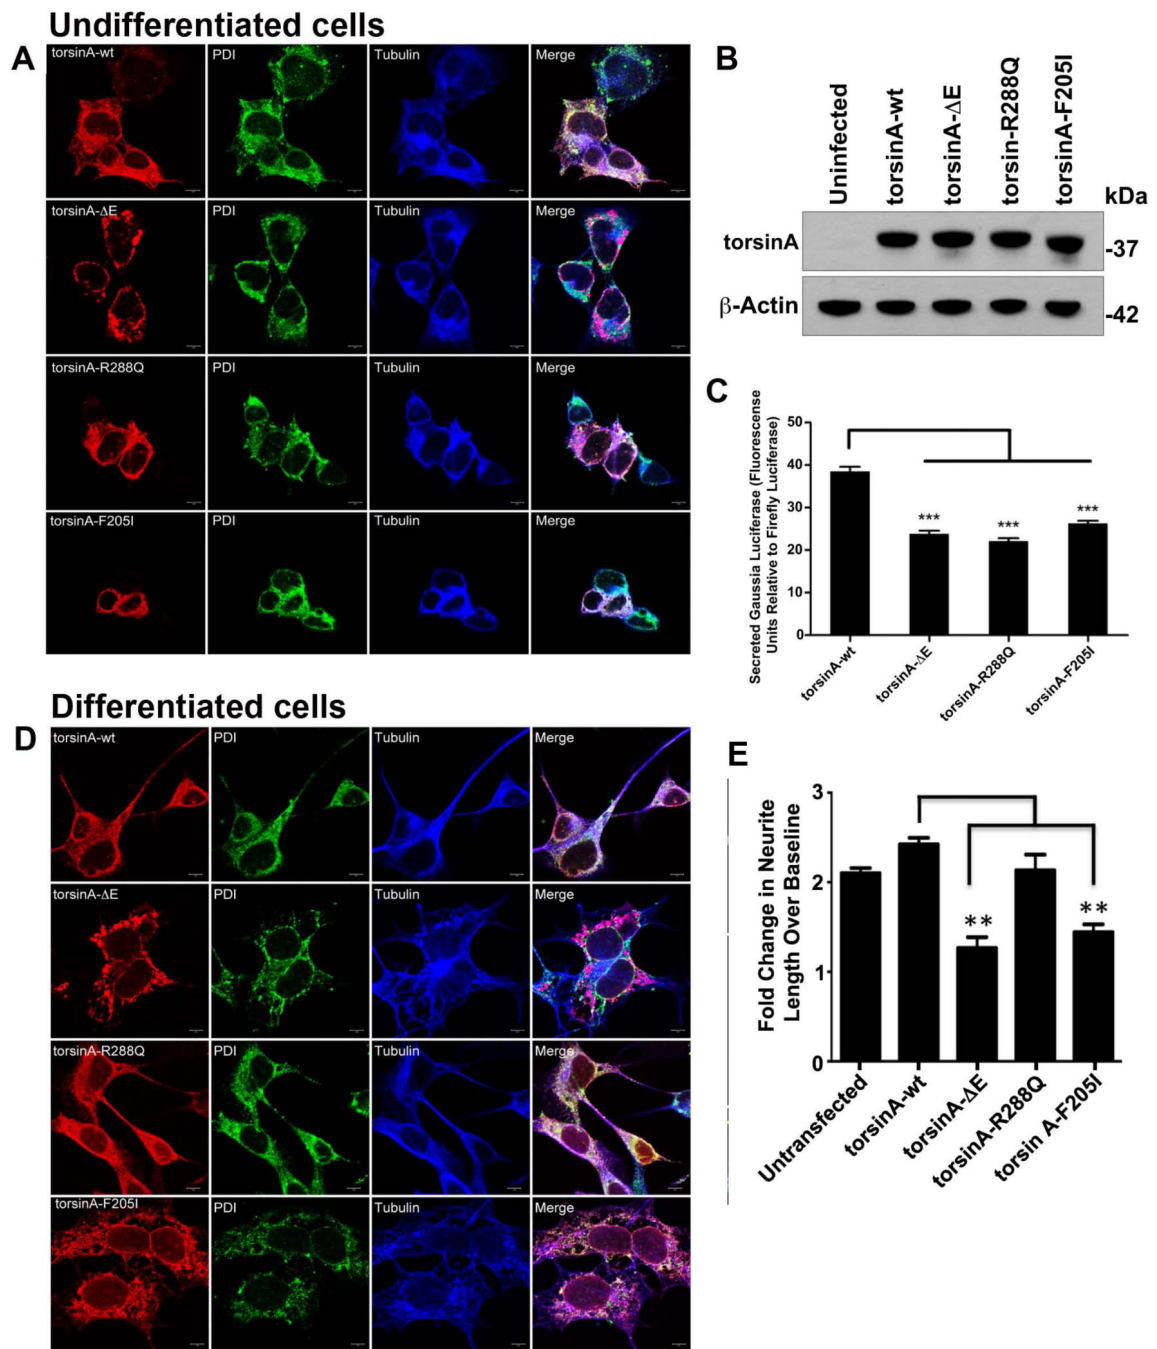 Undifferentiated cells
A
torsinA-wt PDI Tubulin Merge
torsinA-ΔE PDI Tubulin Merge
torsinA-R288Q PDI Tubulin Merge
torsinA-F205I PDI Tubulin Merge
B
Uninfected
torsinA-wt
torsinA-ΔE
torsin-R288Q
torsinA-F205I
kDa
torsinA
-37
β-Actin
-42
C
Secreted Gaussia Luciferase (Fluorescense
Units Relative to Firefly Luciferase)
50
40
30
20
10
0
*** *** ***
torsinA-wt
torsinA-ΔE
torsinA-R288Q
torsinA-F205I
Differentiated cells
D
torsinA-wt PDI Tubulin Merge
torsinA-ΔE PDI Tubulin Merge
torsinA-R288Q PDI Tubulin Merge
torsinA-F205I PDI Tubulin Merge
E
Fold Change in Neurite
Length Over Baseline
3
2
1
0
** **
Untransfected
torsinA-wt
torsinA-ΔE
torsinA-R288Q
torsin A-F205I